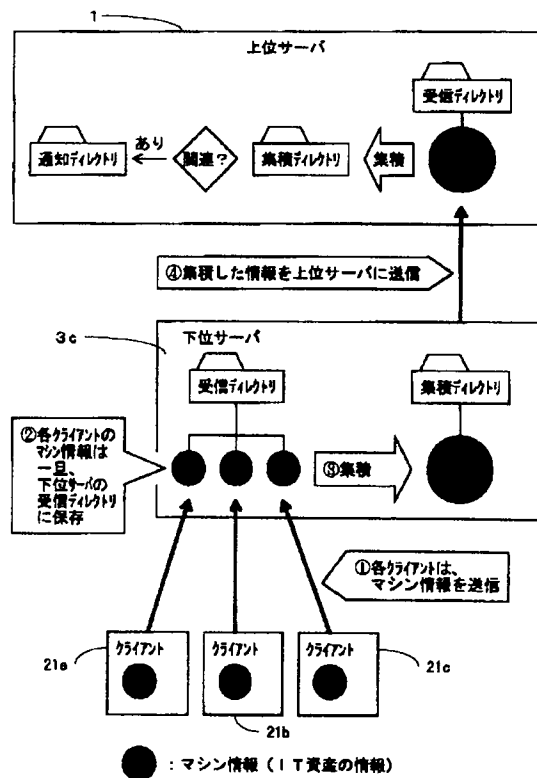 1
上位サーバ
受信ディレクトリ
通知ディレクトリ
あり
関連？
集積ディレクトリ
集積
④集積した情報を上位サーバに送信
3c
下位サーバ
受信ディレクトリ
集積ディレクトリ
②各クライアントの
マシン情報は
一旦、
下位サーバの
受信ディレクトリ
に保存
③集積
①各クライアントは、
マシン情報を送信
クライアント
クライアント
クライアント
21a
21b
21c
：マシン情報（ＩＴ資産の情報）